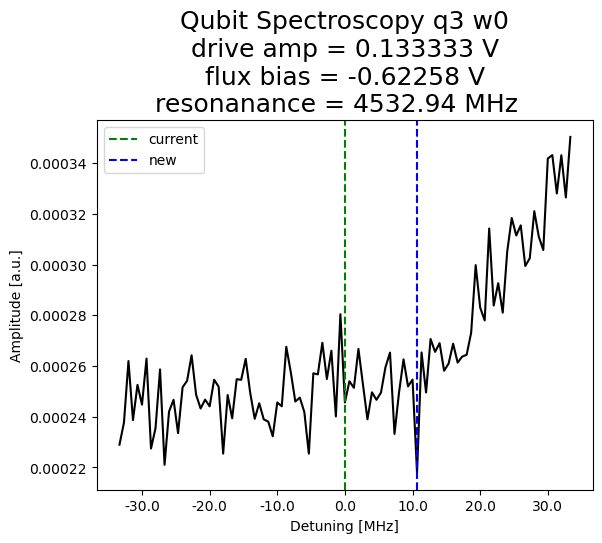 Qubit Spectroscopy q3 w0
drive amp = 0.133333 V
flux bias = -0.62258 V
resonanance = 4532.94 MHz
current
new
0.00034
0.00032
0.00030
0.00028
0.00026
0.00024
0.00022
Amplitude [a.u.]
-30.0 -20.0 -10.0 0.0 10.0 20.0 30.0
Detuning [MHz]